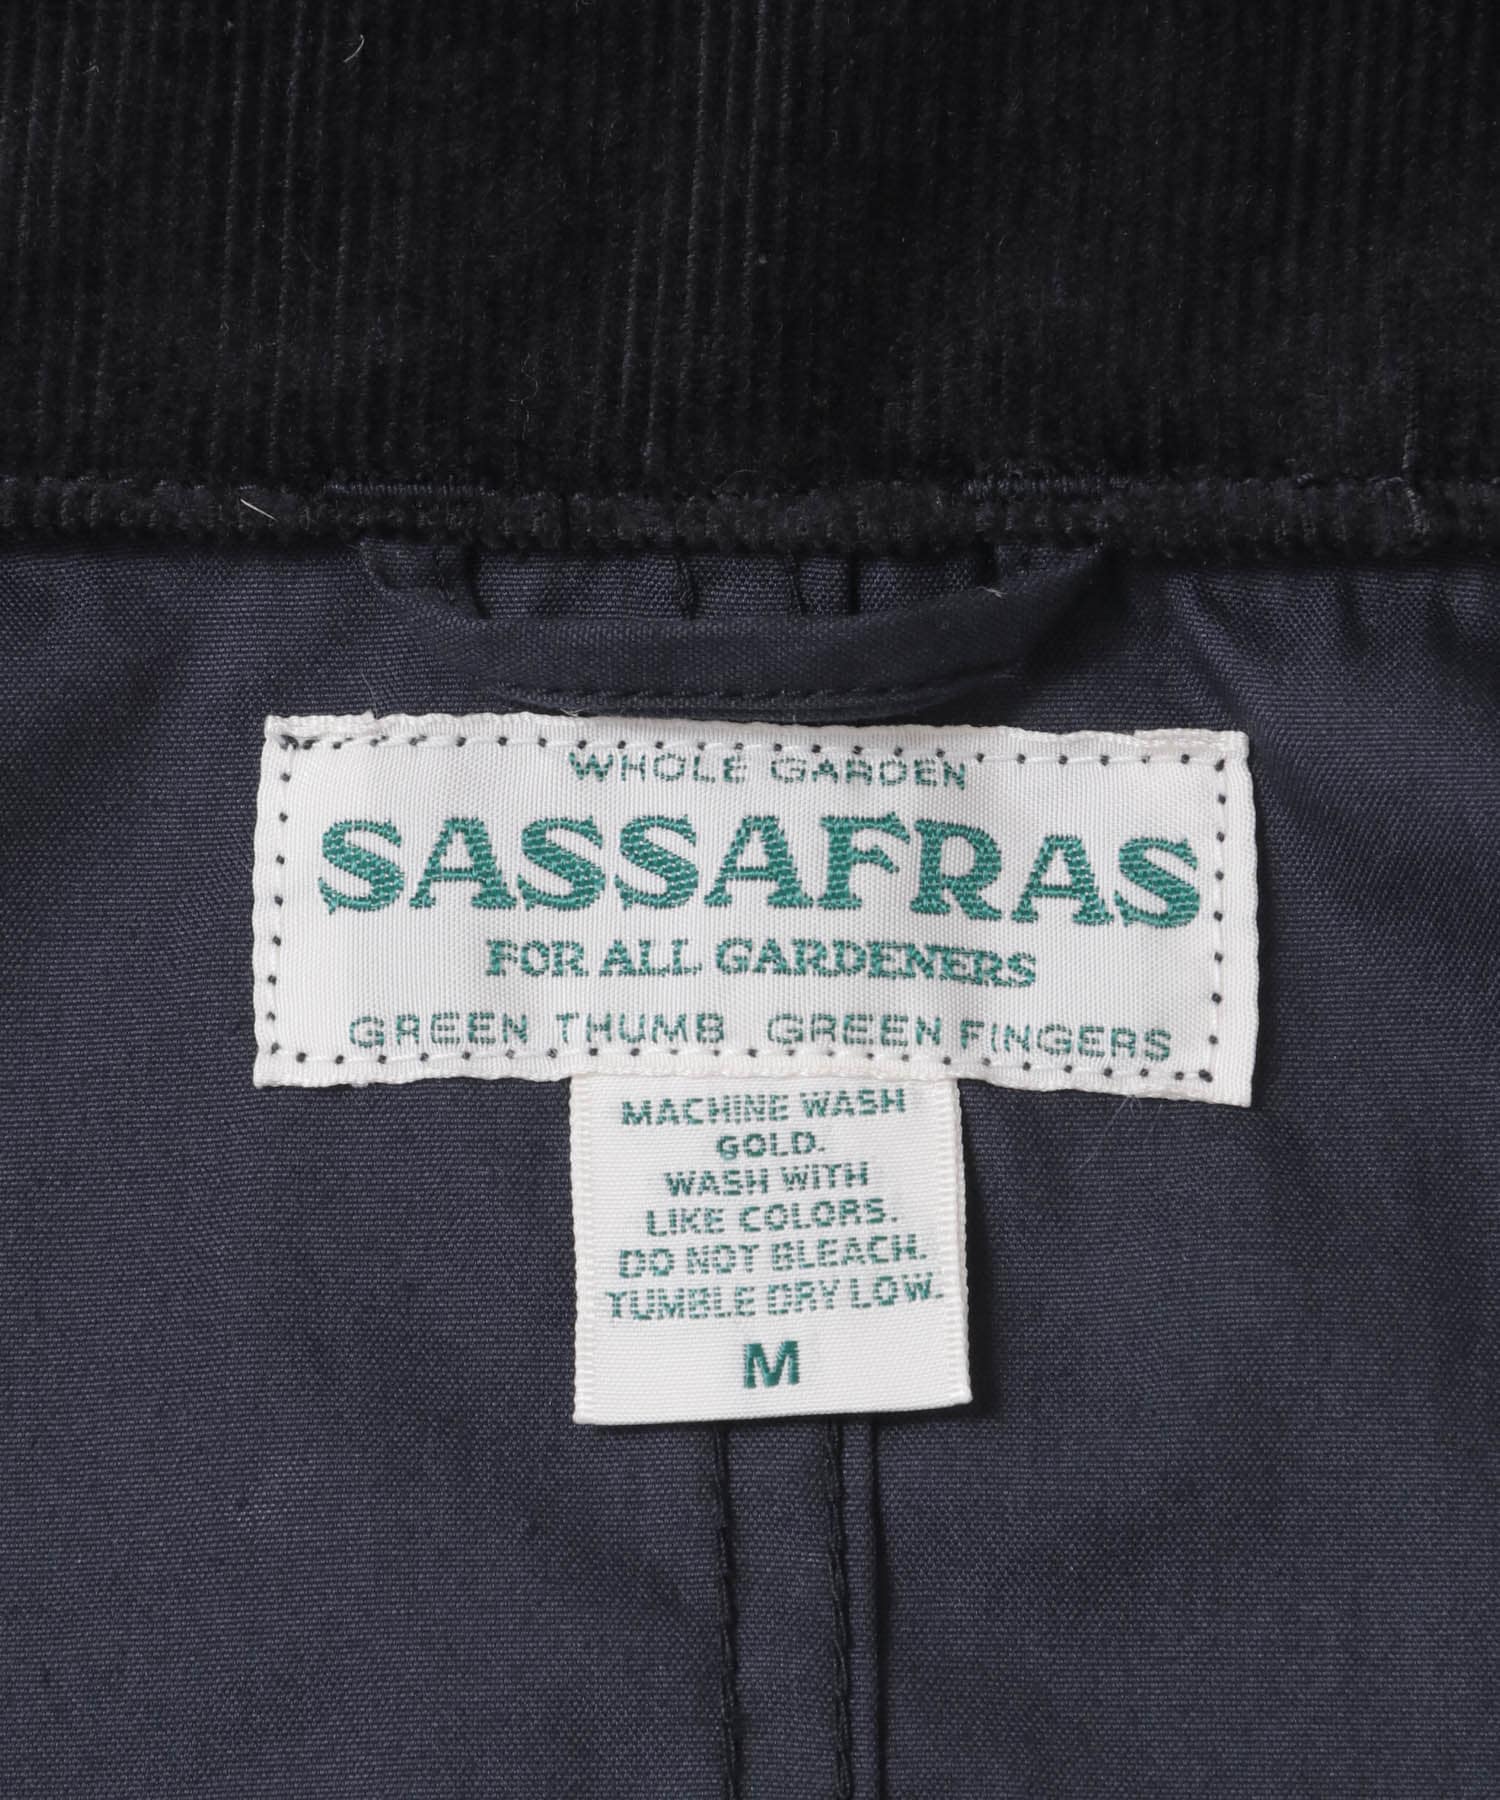 WHOLE GARDEN
SASSAFRAS
FOR ALL GARDENERS
GREEN THUMB GREEN FINGERS
MACHINE WASH
GOLD.
WASH WITH
LIKE COLORS.
DO NOT BLEACH.
TUMBLE DRY LOW.
M